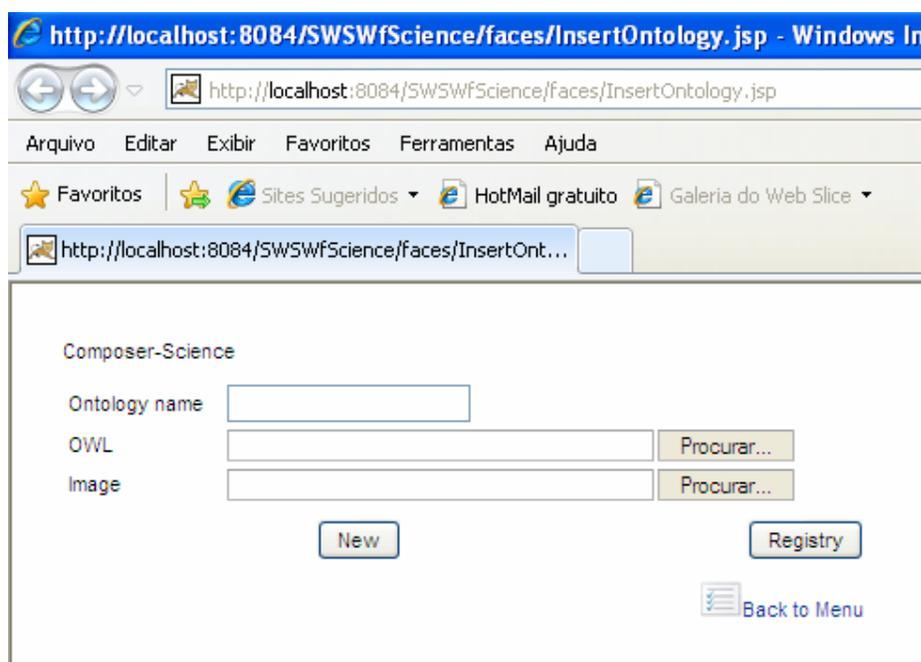 http://localhost:8084/SWSWfScience/faces/InsertOntology.jsp - Windows In
http://localhost:8084/SWSWfScience/faces/InsertOntology.jsp
Arquivo Editar Exibir Favoritos Ferramentas Ajuda
Favoritos Sites Sugeridos HotMail gratuito Galeria do Web Slice
http://localhost:8084/SWSWfScience/faces/InsertOnt...
Composer-Science
Ontology name
OWL Procurar...
Image Procurar...
New Registry
Back to Menu